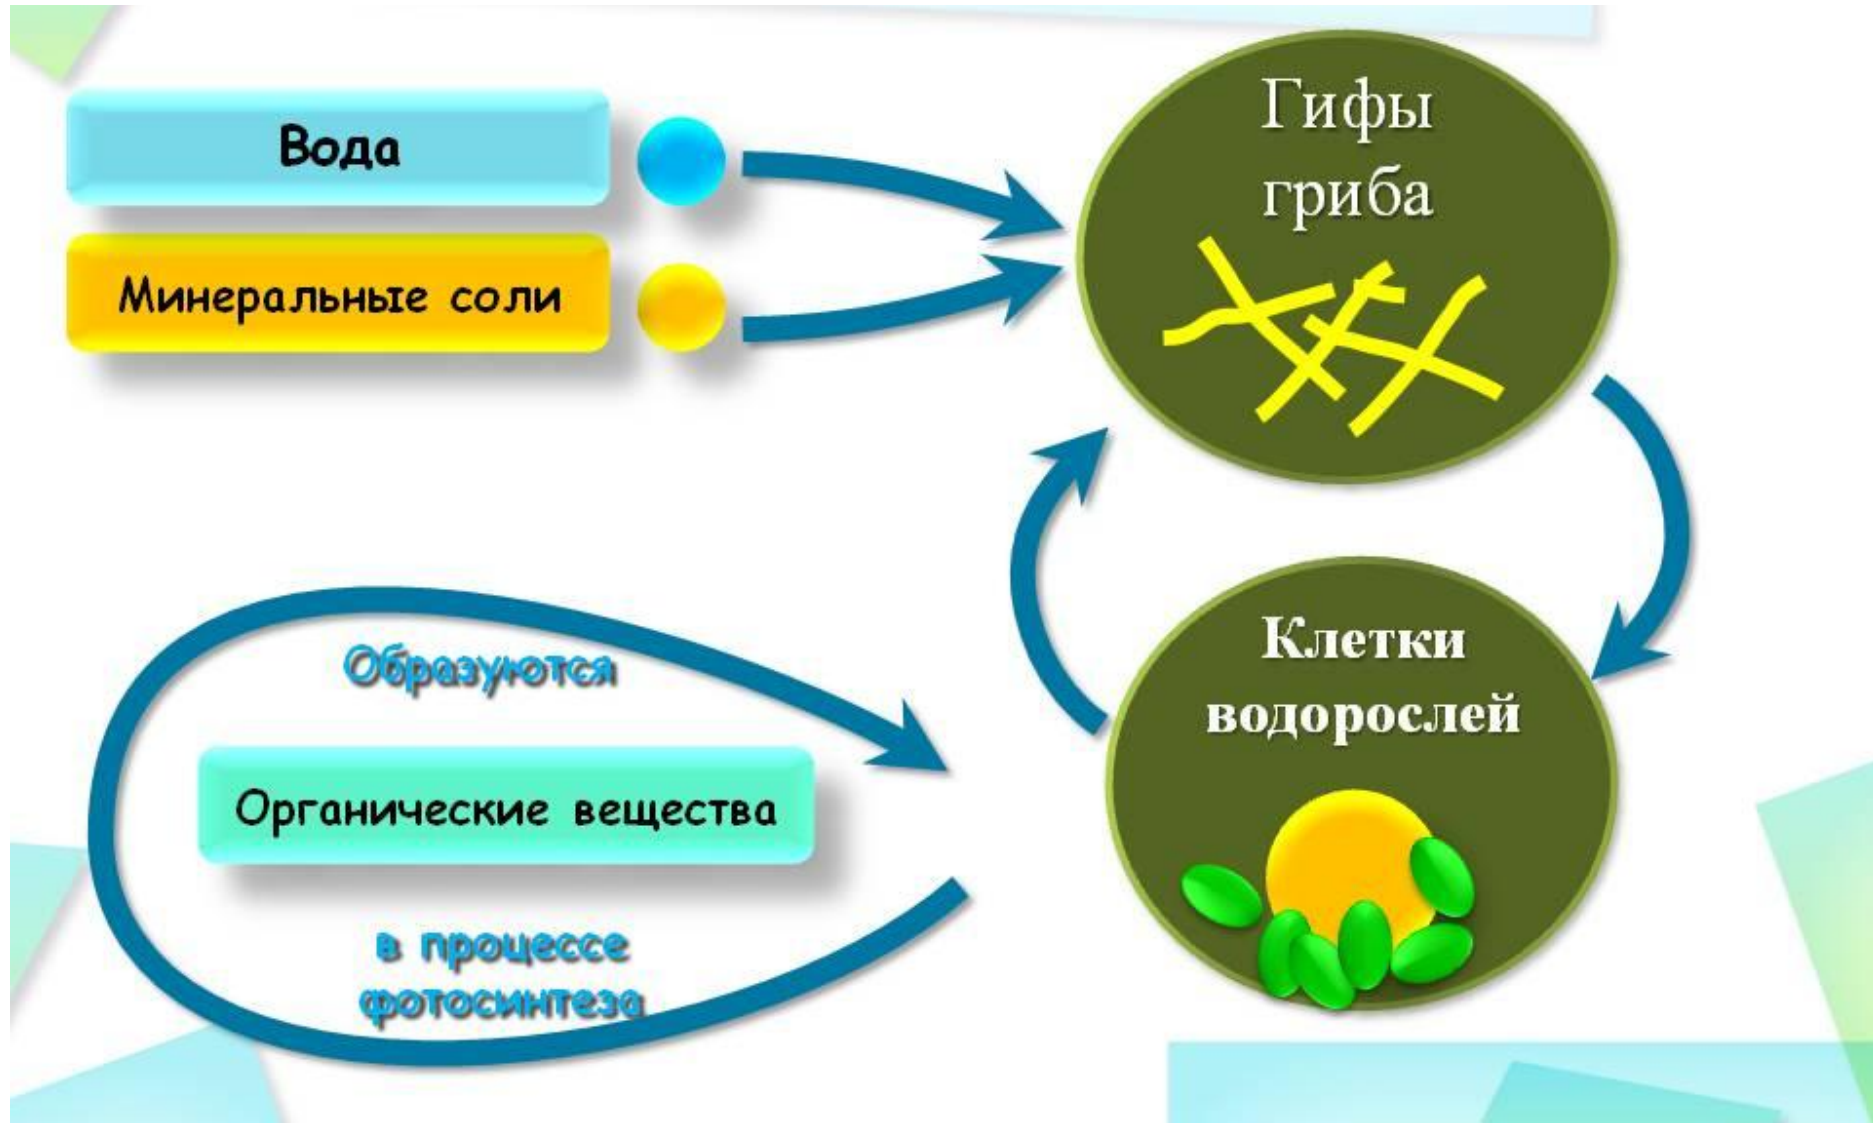 Вода
Минеральные соли
Гифы
гриба
Образуются
Органические вещества
в процессе
фотосинтеза
Клетки
водорослей